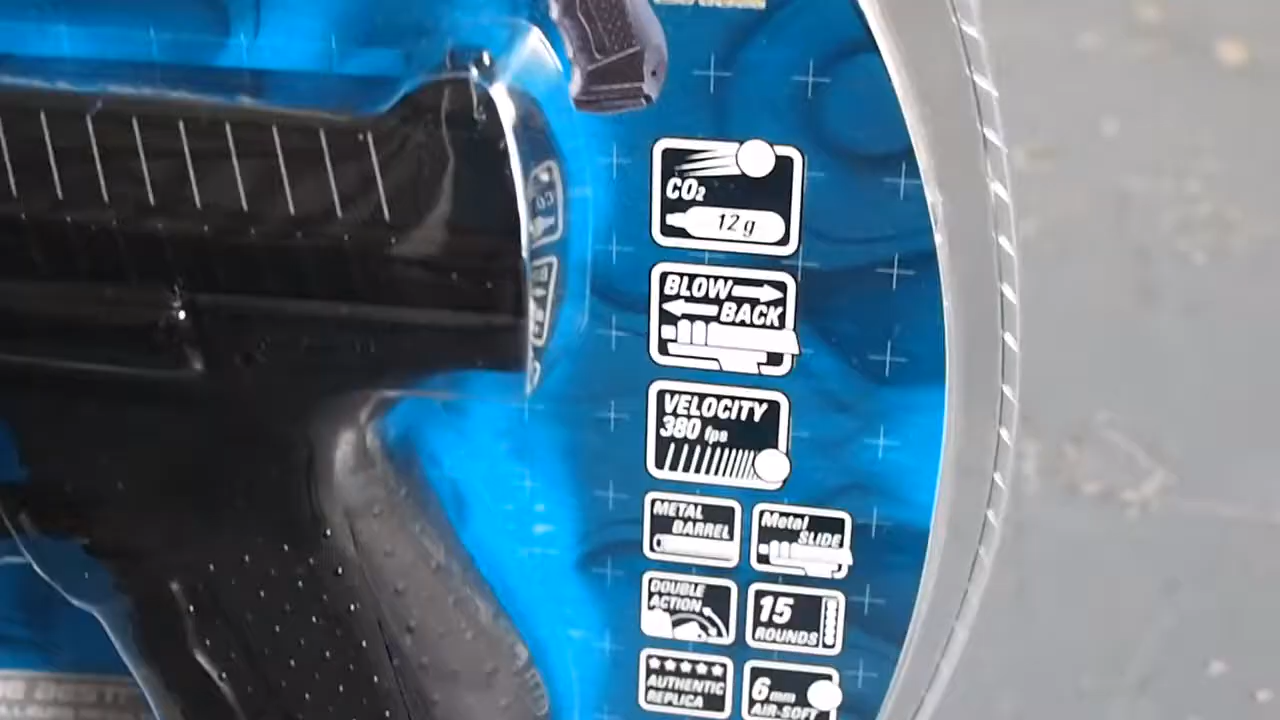 CO₂
12 g
BLOW
BACK
VELOCITY
380 fps
METAL
BARREL
Metal
SLIDE
DOUBLE
ACTION
15
ROUNDS
AUTHENTIC
REPLICA
6mm
AIR-SOFT